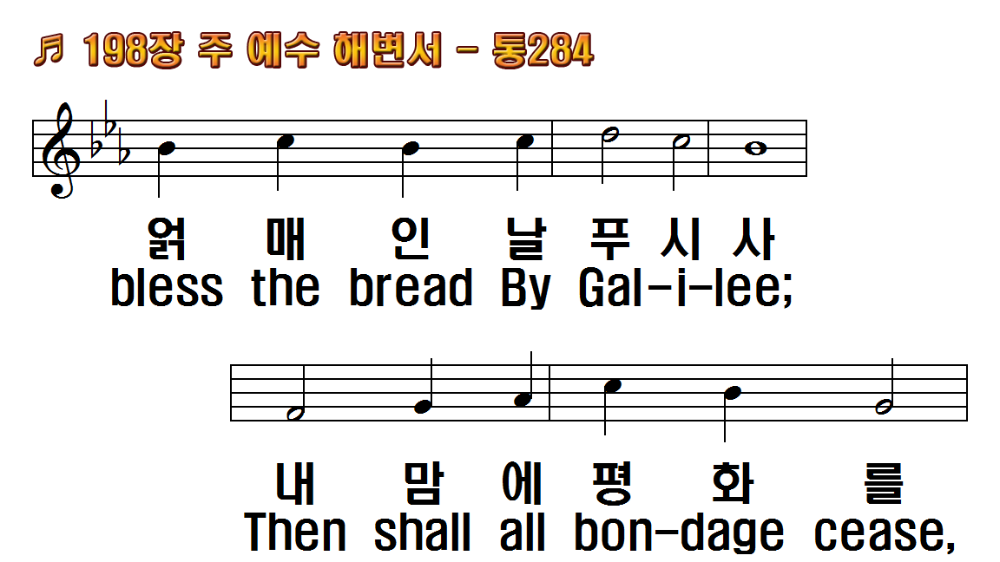 198장 주 예수 해변서 - 통284
얽 매 인 날 푸 시 사
bless the bread By Gal-i-lee;
내 맘 에 평 화 를
Then shall all bon-dage cease,